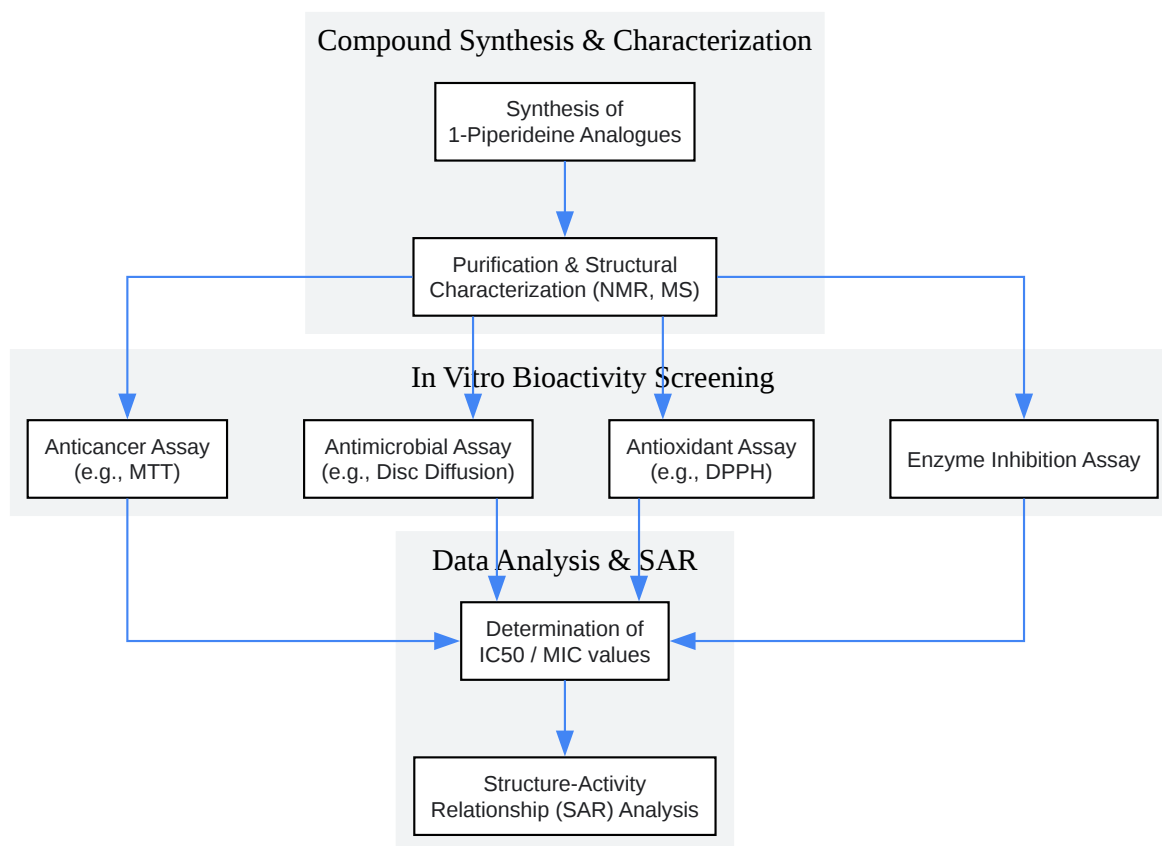 Compound Synthesis & Characterization
Synthesis of
1-Piperideine Analogues
Purification & Structural
Characterization (NMR, MS)
In Vitro Bioactivity Screening
Anticancer Assay
(e.g., MTT)
Antimicrobial Assay
(e.g., Disc Diffusion)
Antioxidant Assay
(e.g., DPPH)
Enzyme Inhibition Assay
Data Analysis & SAR
Determination of
IC50 / MIC values
Structure-Activity
Relationship (SAR) Analysis